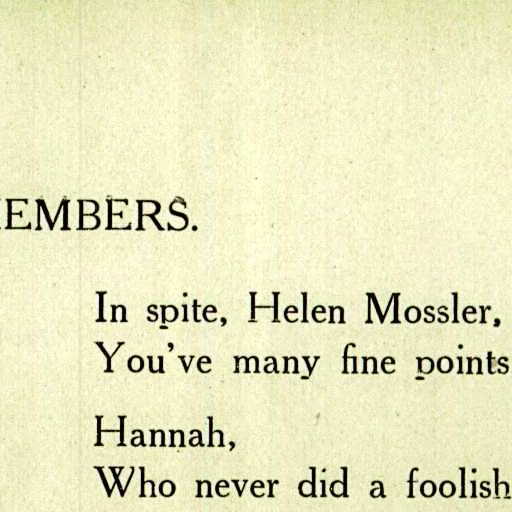 EMBERS.
In spite, Helen Mossler,
You've many fine points
Hannah,
Who never did a foolish